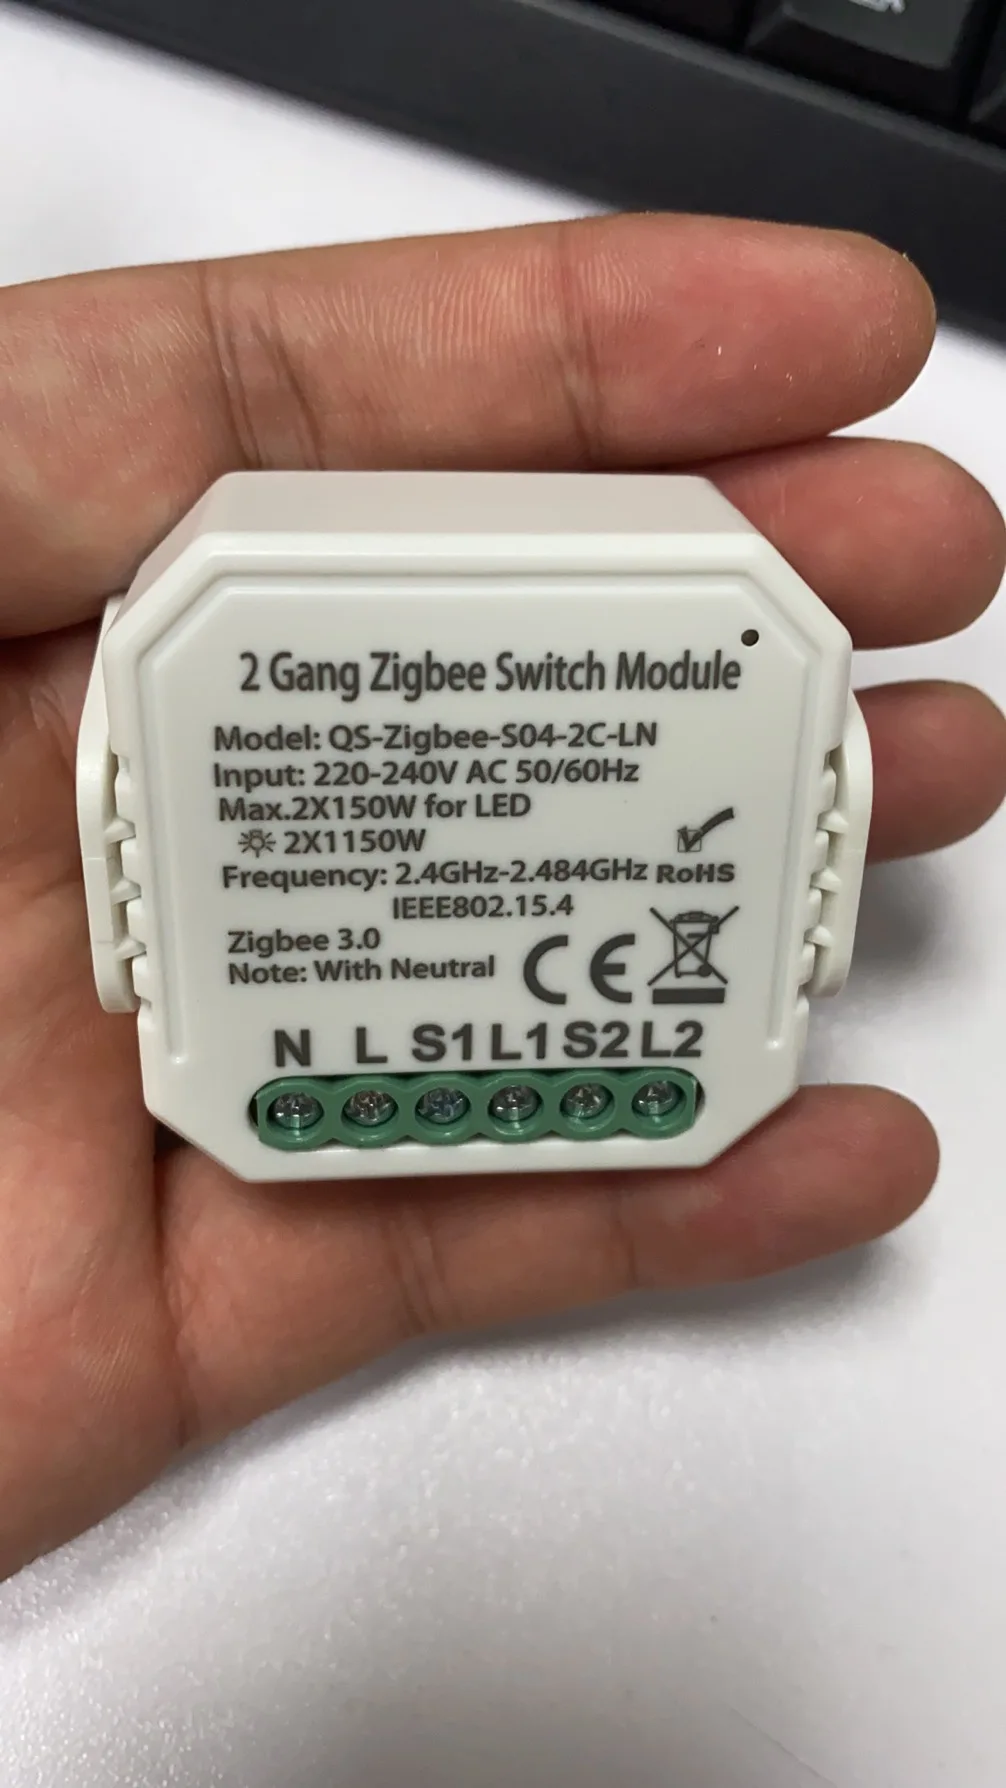 2 Gang Zigbee Switch Module
Model: QS-Zigbee-S04-2C-LN
Input: 220-240V AC 50/60Hz
Max.2X150W for LED
2X1150W
Frequency: 2.4GHz-2.484GHz
RoHS
IEEE802.15.4
Zigbee 3.0
Note: With Neutral
CE
N L S1 L1 S2 L2